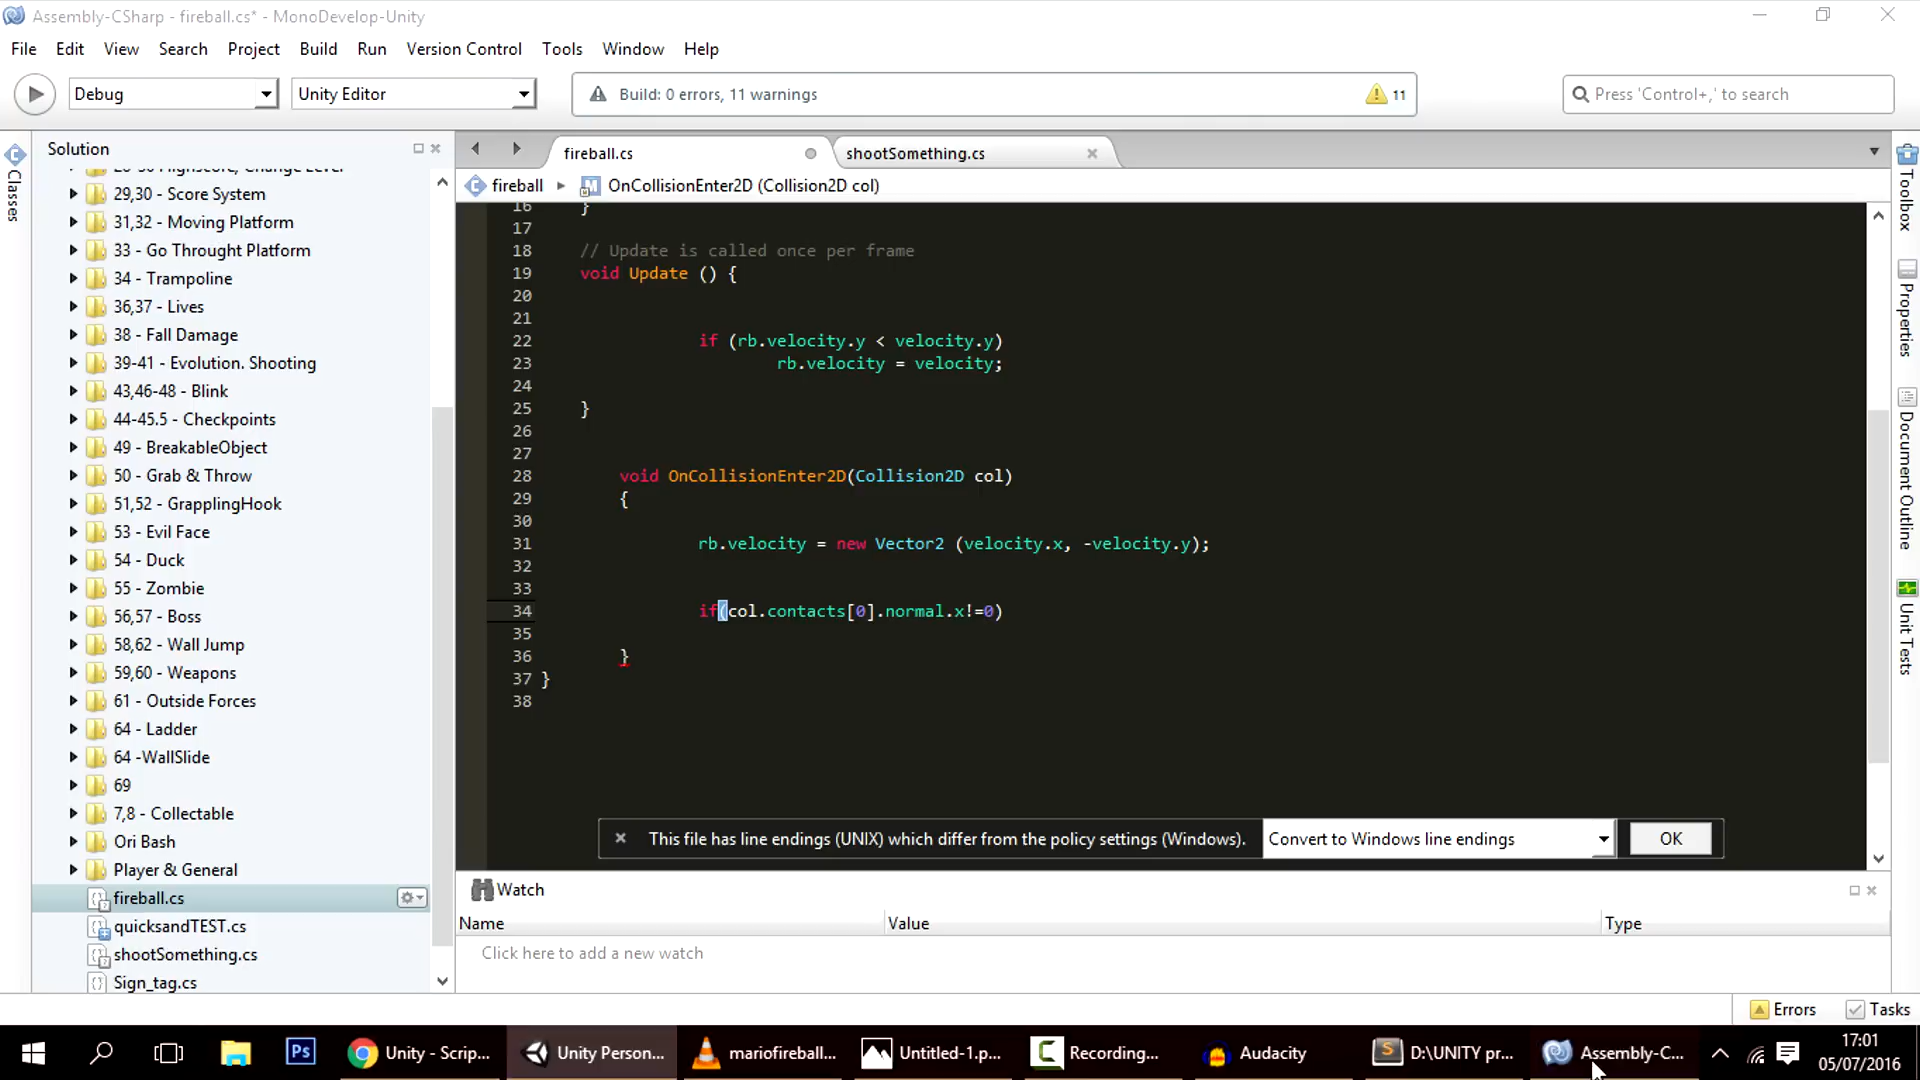 Assembly-CSharp - fireball.cs* - MonoDevelop-Unity
File Edit View Search Project Build Run Version Control Tools Window Help
Debug
Unity Editor
Build: 0 errors, 11 warnings
11
Press 'Control+,' to search
Classes
Solution
29,30 - Score System
31,32 - Moving Platform
33 - Go Throught Platform
34 - Trampoline
36,37 - Lives
38 - Fall Damage
39-41 - Evolution. Shooting
43,46-48 - Blink
44-45.5 - Checkpoints
49 - BreakableObject
50 - Grab & Throw
51,52 - GrapplingHook
53 - Evil Face
54 - Duck
55 - Zombie
56,57 - Boss
58,62 - Wall Jump
59,60 - Weapons
61 - Outside Forces
64 - Ladder
64 -WallSlide
69
7,8 - Collectable
Ori Bash
Player & General
fireball.cs
quicksandTEST.cs
shootSomething.cs
Sign_tag.cs
fireball.cs
shootSomething.cs
fireball
OnCollisionEnter2D (Collision2D col)
16 }
17
18 // Update is called once per frame
19 void Update () {
20
21
22 if (rb.velocity.y < velocity.y)
23 rb.velocity = velocity;
24
25 }
26
27
28 void OnCollisionEnter2D(Collision2D col)
29 {
30
31 rb.velocity = new Vector2 (velocity.x, -velocity.y);
32
33
34 if(col.contacts[0].normal.x!=0)
35
36 }
37 }
38
This file has line endings (UNIX) which differ from the policy settings (Windows).
Convert to Windows line endings
OK
Watch
Name Value Type
Click here to add a new watch
Toolbox
Properties
Document Outline
Unit Tests
Errors
Tasks
Ps
Unity - Scrip...
Unity Person...
mariofireball...
Untitled-1.p...
Recording...
Audacity
D:\UNITY pr...
Assembly-C...
17:01
05/07/2016